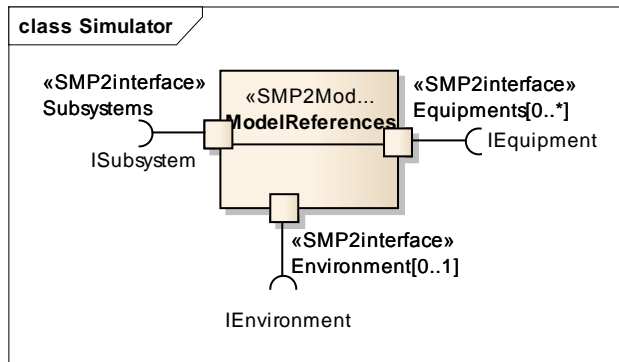 class Simulator
«SMP2interface»
Subsystems
ISubsystem
«SMP2Mod...
ModelReferences
«SMP2interface»
Equipments[0..*]
IEquipment
«SMP2interface»
Environment[0..1]
IEnvironment